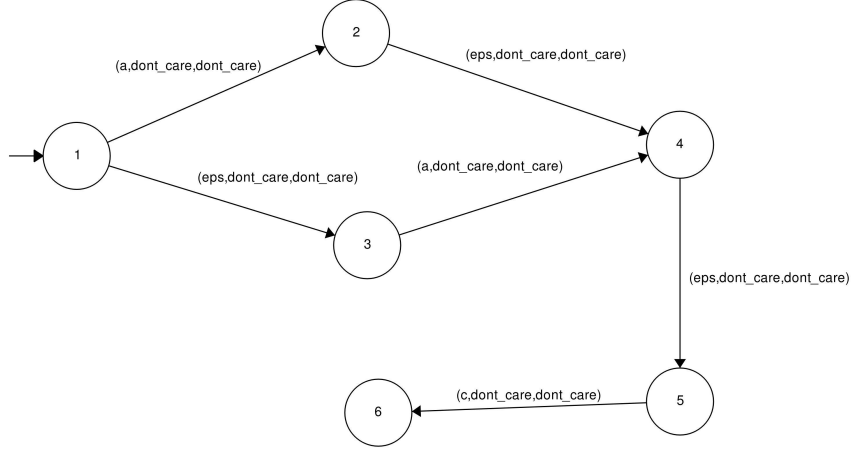 2
(a,dont_care,dont_care)
(eps,dont_care,dont_care)
1
4
(eps,dont_care,dont_care)
(a,dont_care,dont_care)
3
(eps,dont_care,dont_care)
(c,dont_care,dont_care)
5
6